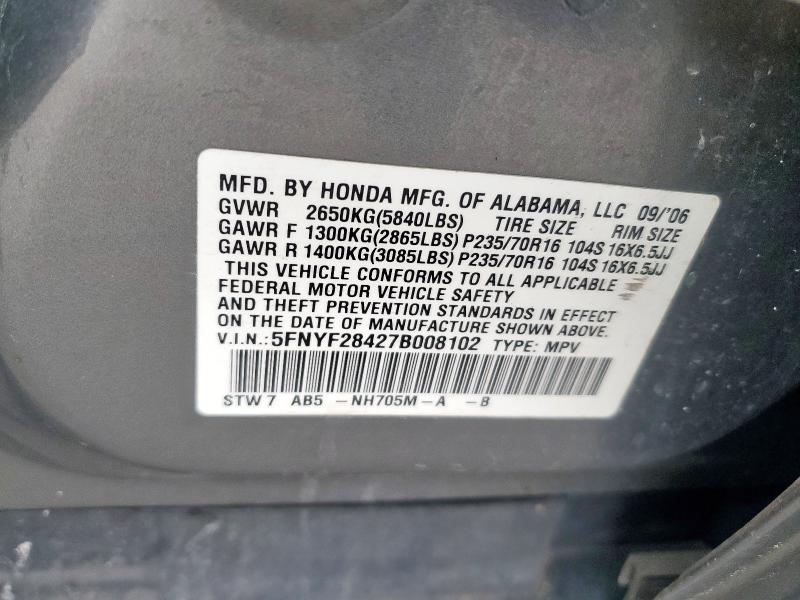 MFD. BY HONDA MFG. OF ALABAMA, LLC 09/'06
GVWR 2650KG(5840LBS) TIRE SIZE RIM SIZE
GAWR F 1300KG(2865LBS) P235/70R16 104S 16X6.5JJ
GAWR R 1400KG(3085LBS) P235/70R16 104S 16X6.5JJ
THIS VEHICLE CONFORMS TO ALL APPLICABLE
FEDERAL MOTOR VEHICLE SAFETY
AND THEFT PREVENTION STANDARDS IN EFFECT
ON THE DATE OF MANUFACTURE SHOWN ABOVE.
V.I.N.: 5FNYF28427B008102 TYPE: MPV
STW7 AB5 -NH705M-A -B